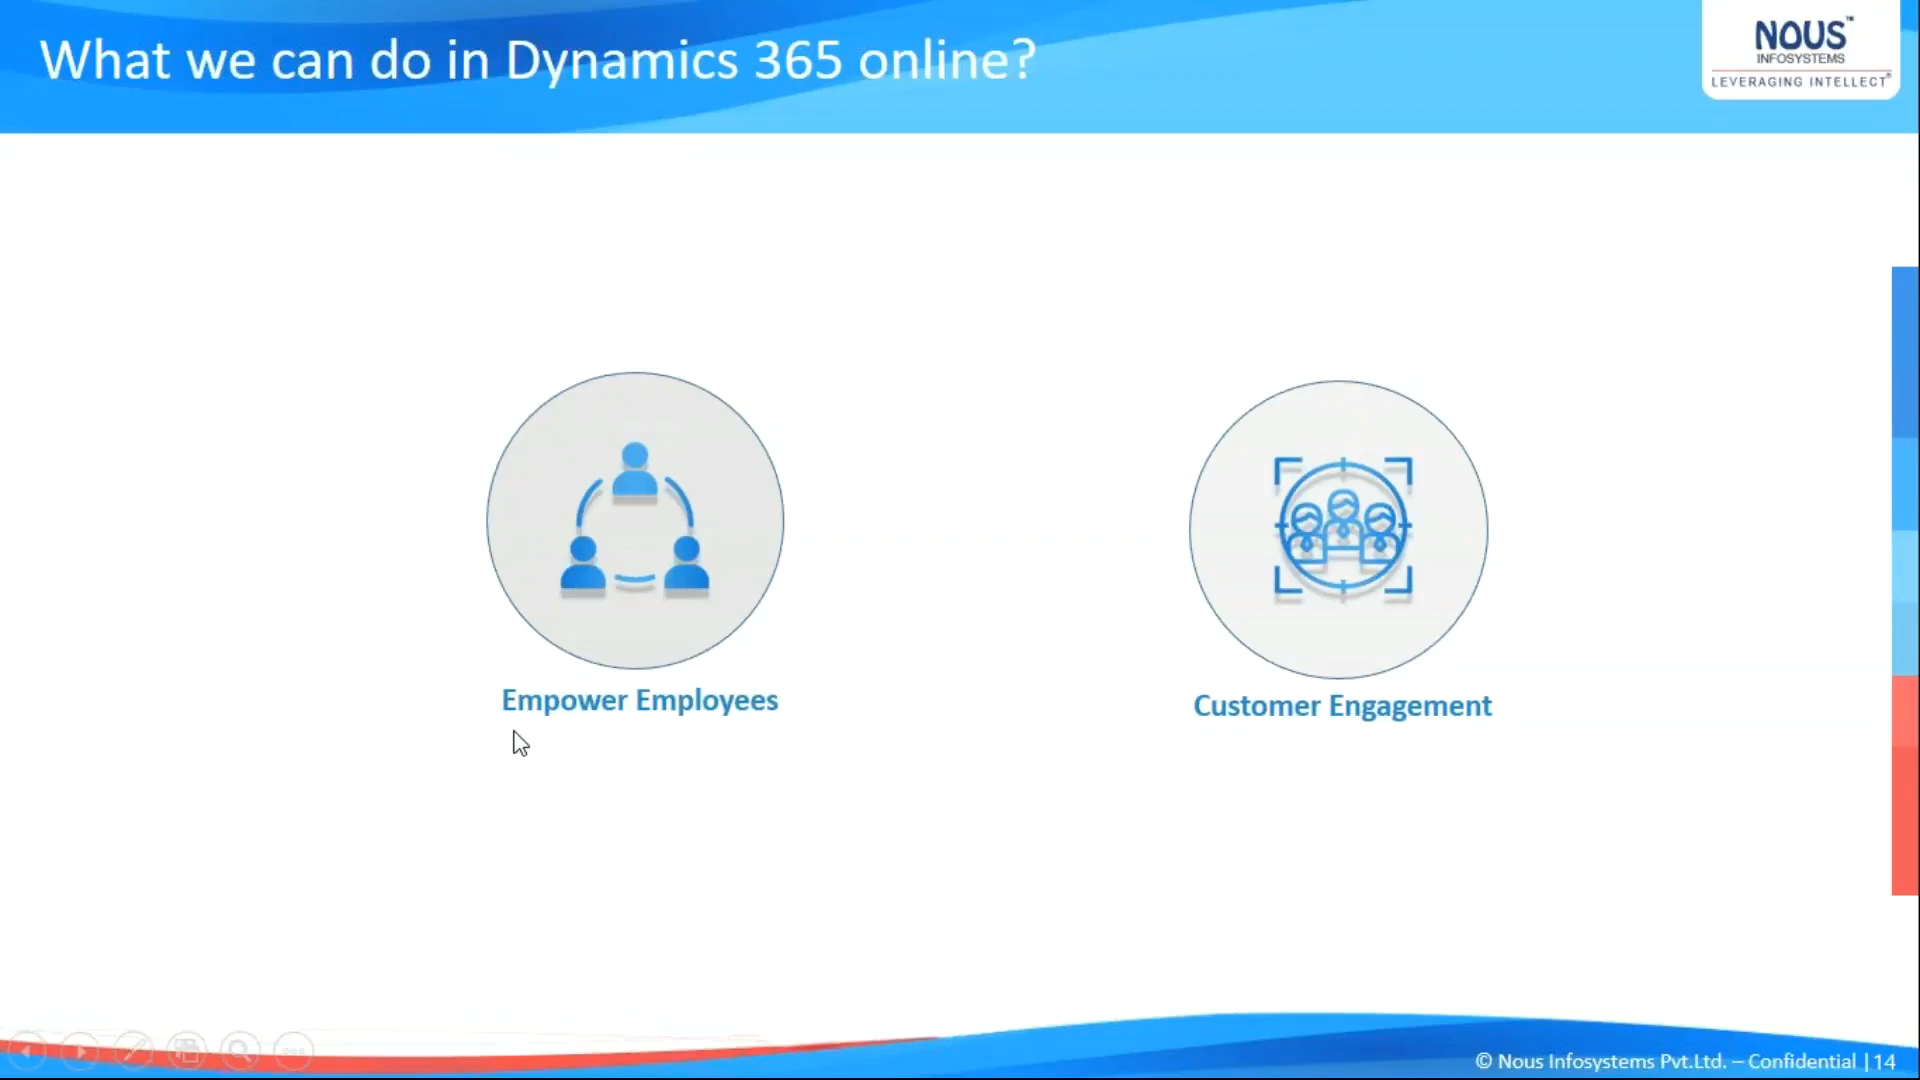 What we can do in Dynamics 365 online?
NOUS™
INFOSYSTEMS
LEVERAGING INTELLECT®
Empower Employees
Customer Engagement
© Nous Infosystems Pvt.Ltd. – Confidential | 14